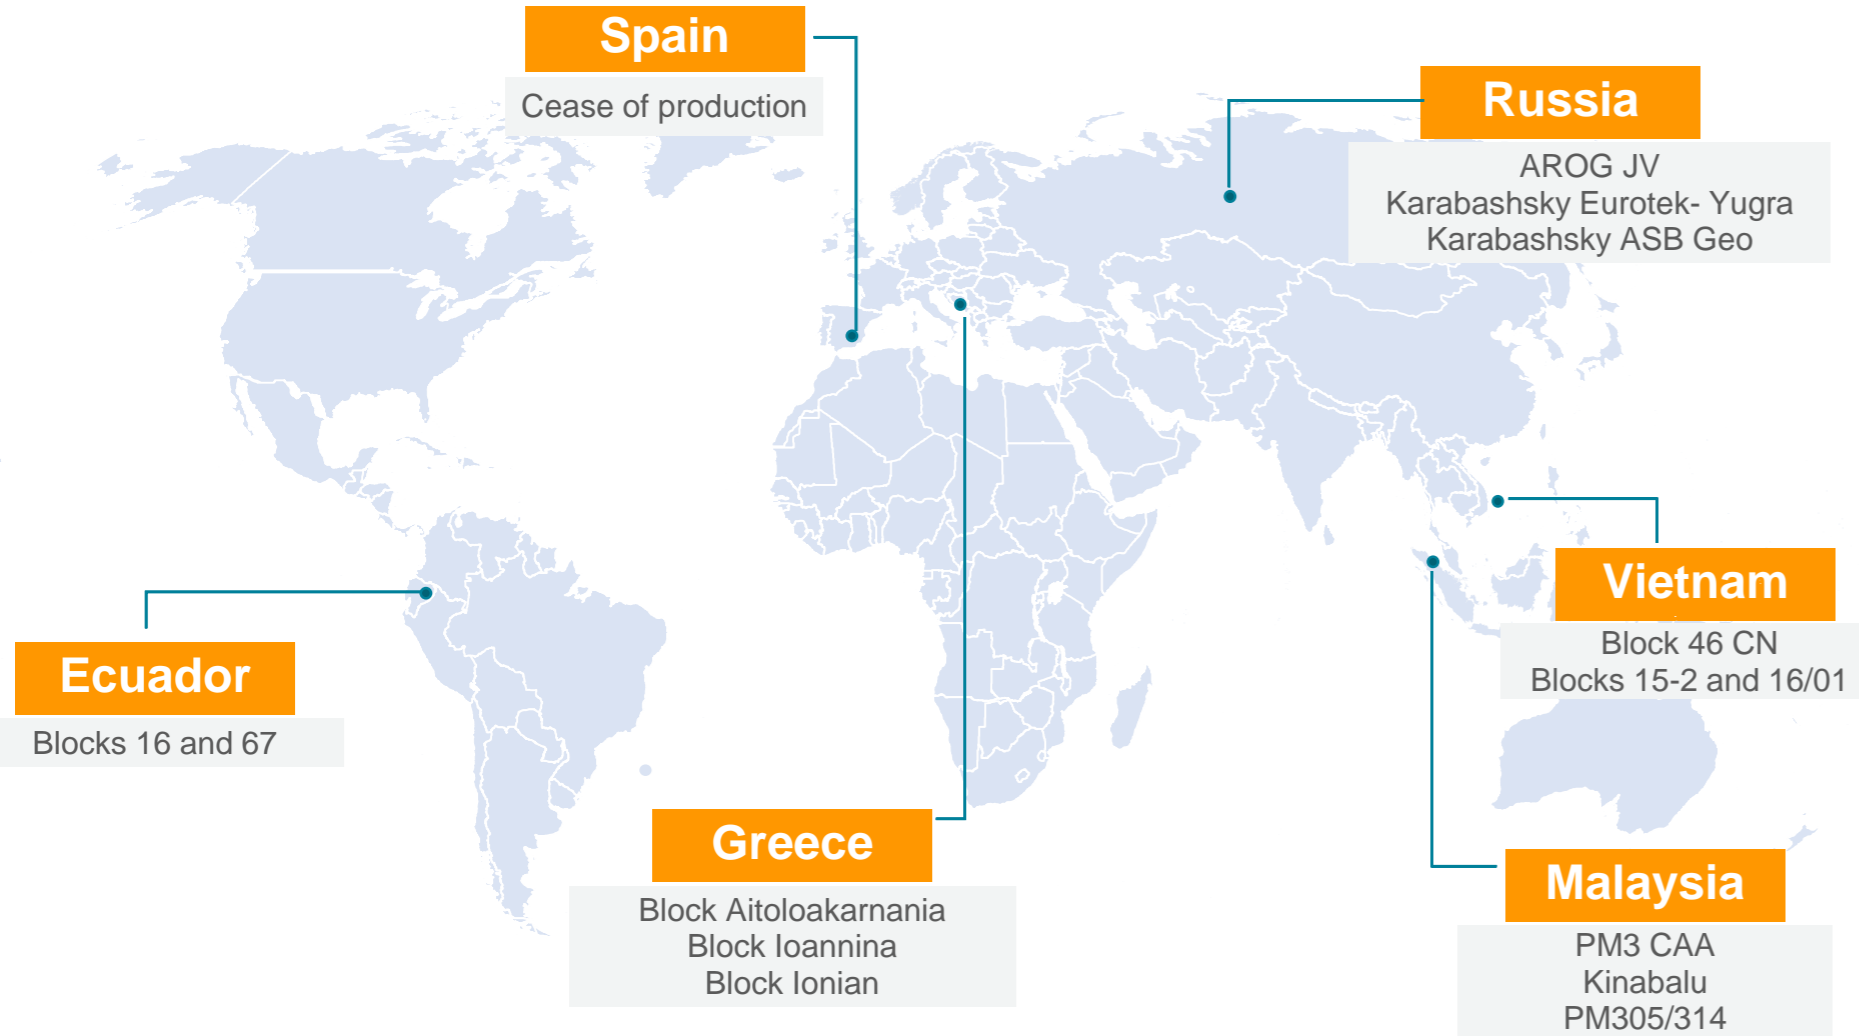 Spain
Cease of production
Russia
AROG JV
Karabashsky Eurotek- Yugra
Karabashsky ASB Geo
Vietnam
Block 46 CN
Blocks 15-2 and 16/01
Ecuador
Blocks 16 and 67
Greece
Block Aitoloakarnania
Block Ioannina
Block Ionian
Malaysia
PM3 CAA
Kinabalu
PM305/314